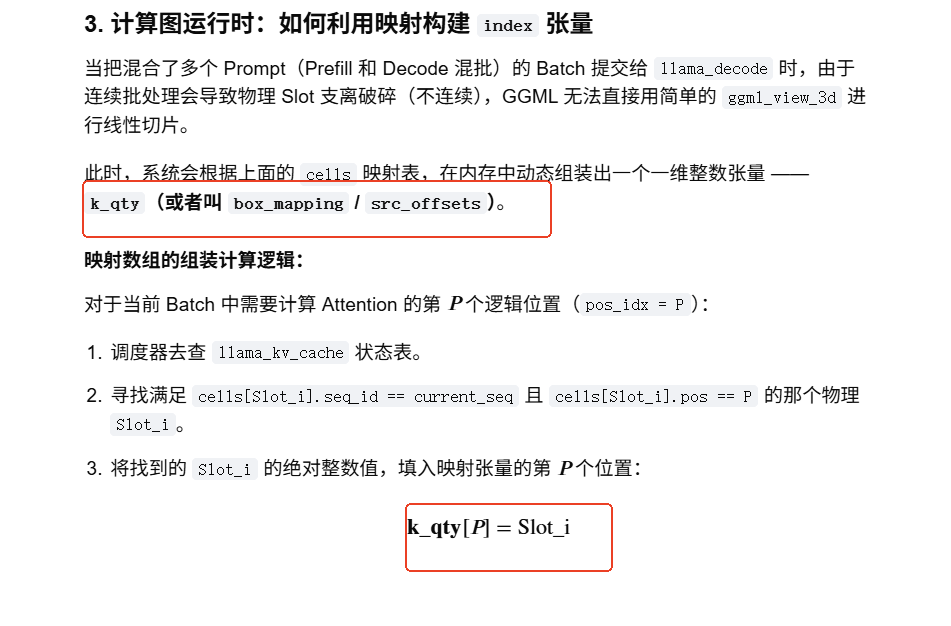 3. 计算图运行时：如何利用映射构建 index 张量
当把混合了多个 Prompt（Prefill 和 Decode 混批）的 Batch 提交给 llama_decode 时，由于
连续批处理会导致物理 Slot 支离破碎（不连续），GGML 无法直接用简单的 ggml_view_3d 进
行线性切片。
此时，系统会根据上面的 cells 映射表，在内存中动态组装出一个一维整数张量 ——
k_qty（或者叫 box_mapping / src_offsets）。
映射数组的组装计算逻辑：
对于当前 Batch 中需要计算 Attention 的第 P个逻辑位置（pos_idx = P）：
1. 调度器去查 llama_kv_cache 状态表。
2. 寻找满足 cells[Slot_i].seq_id == current_seq 且 cells[Slot_i].pos == P 的那个物理
Slot_i。
3. 将找到的 Slot_i 的绝对整数值，填入映射张量的第 P个位置：
k_qty[P] = Slot_i